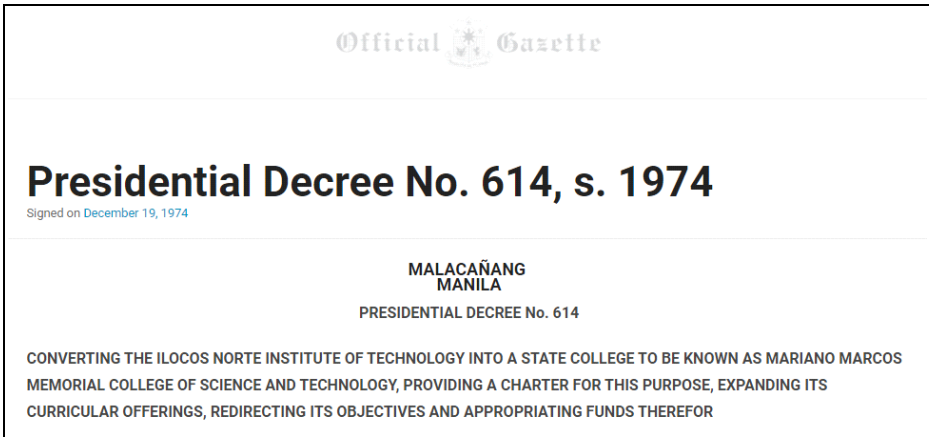 Official Gazette
Presidential Decree No. 614, s. 1974
Signed on December 19, 1974
MALACAÑANG
MANILA
PRESIDENTIAL DECREE No. 614
CONVERTING THE ILOCOS NORTE INSTITUTE OF TECHNOLOGY INTO A STATE COLLEGE TO BE KNOWN AS MARIANO MARCOS
MEMORIAL COLLEGE OF SCIENCE AND TECHNOLOGY, PROVIDING A CHARTER FOR THIS PURPOSE, EXPANDING ITS
CURRICULAR OFFERINGS, REDIRECTING ITS OBJECTIVES AND APPROPRIATING FUNDS THEREFOR